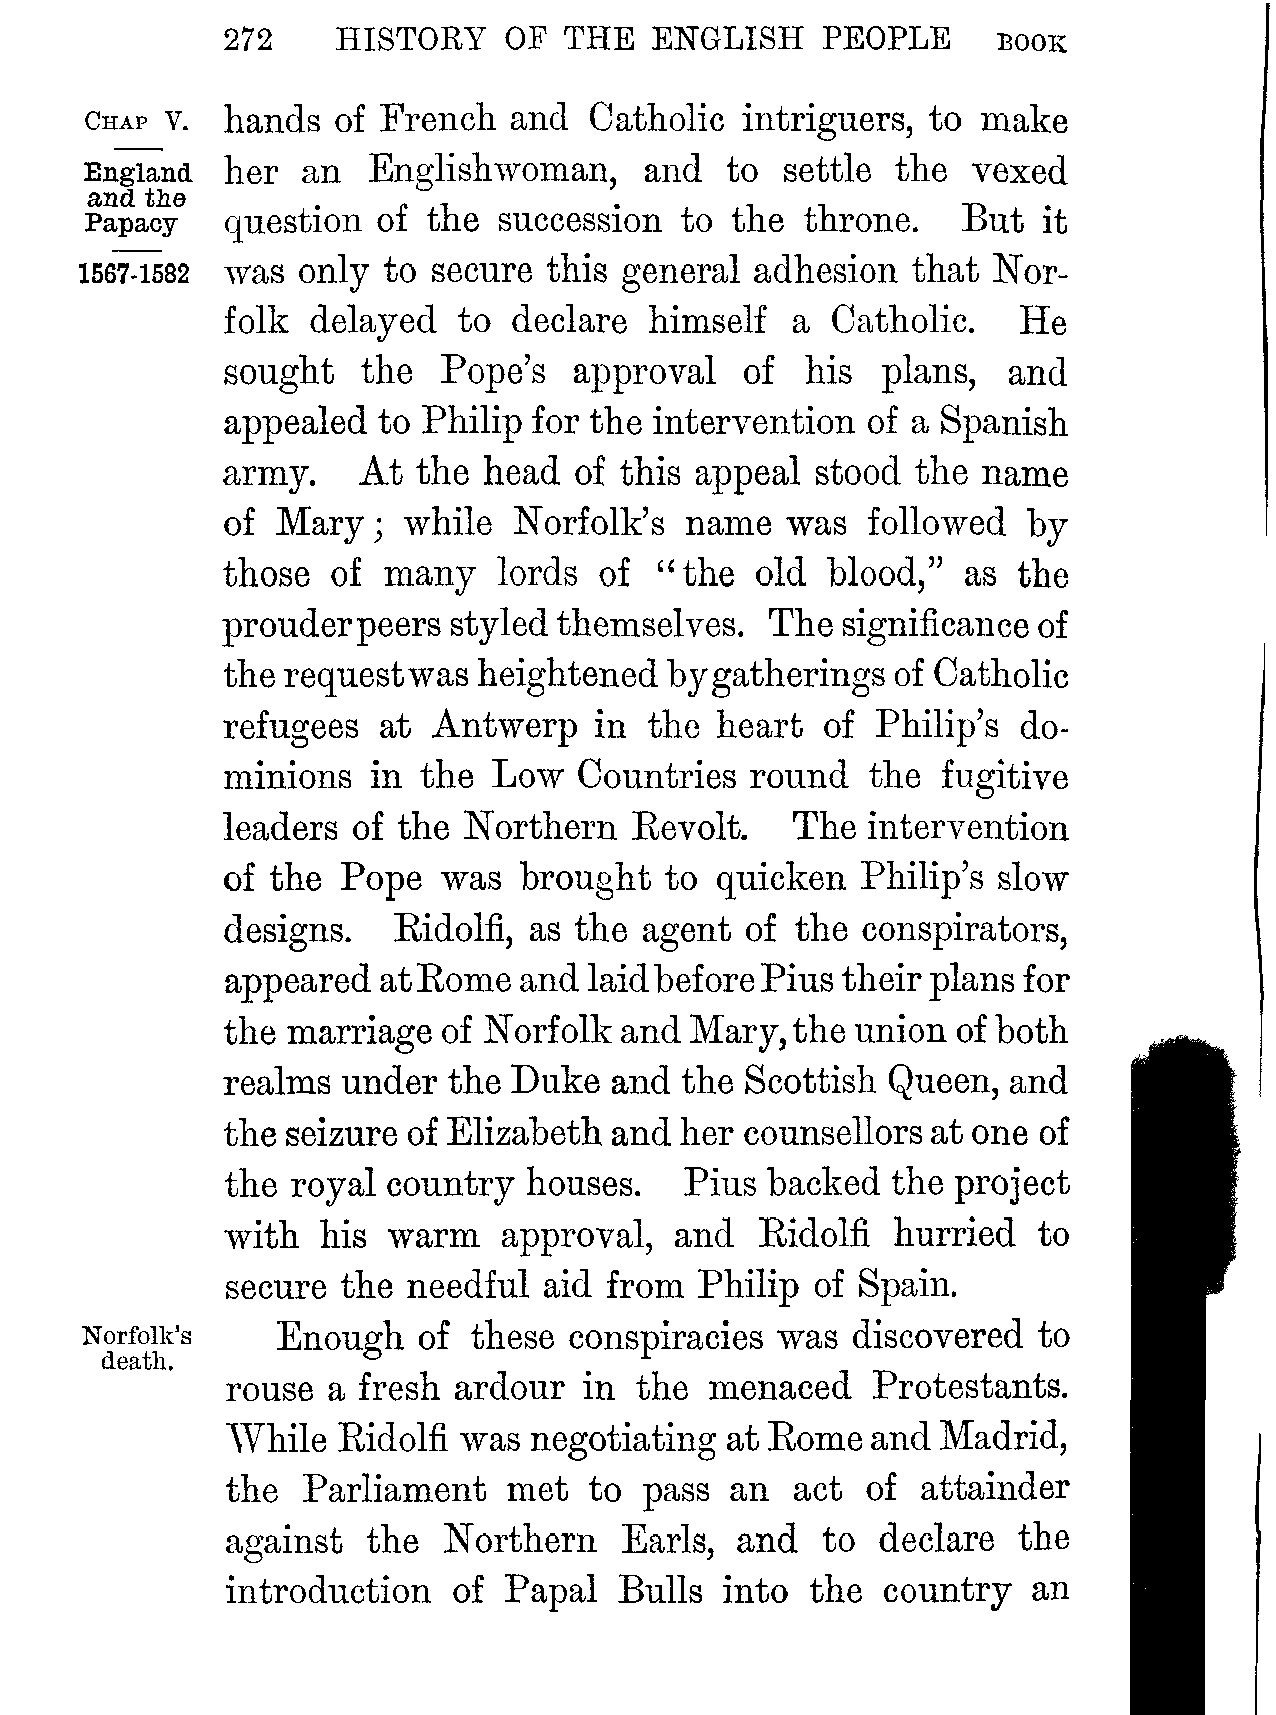 272 HISTORY OF THE ENGLISH PEOPLE BOOK
CHAP V.
England
and the
Papacy
1567-1582
hands of French and Catholic intriguers, to make
her an Englishwoman, and to settle the vexed
question of the succession to the throne. But it
was only to secure this general adhesion that Nor-
folk delayed to declare himself a Catholic. He
sought the Pope's approval of his plans, and
appealed to Philip for the intervention of a Spanish
army. At the head of this appeal stood the name
of Mary; while Norfolk's name was followed by
those of many lords of "the old blood," as the
prouder peers styled themselves. The significance of
the request was heightened by gatherings of Catholic
refugees at Antwerp in the heart of Philip's do-
minions in the Low Countries round the fugitive
leaders of the Northern Revolt. The intervention
of the Pope was brought to quicken Philip's slow
designs. Ridolfi, as the agent of the conspirators,
appeared at Rome and laid before Pius their plans for
the marriage of Norfolk and Mary, the union of both
realms under the Duke and the Scottish Queen, and
the seizure of Elizabeth and her counsellors at one of
the royal country houses. Pius backed the project
with his warm approval, and Ridolfi hurried to
secure the needful aid from Philip of Spain.
Norfolk's
death.
Enough of these conspiracies was discovered to
rouse a fresh ardour in the menaced Protestants.
While Ridolfi was negotiating at Rome and Madrid,
the Parliament met to pass an act of attainder
against the Northern Earls, and to declare the
introduction of Papal Bulls into the country an